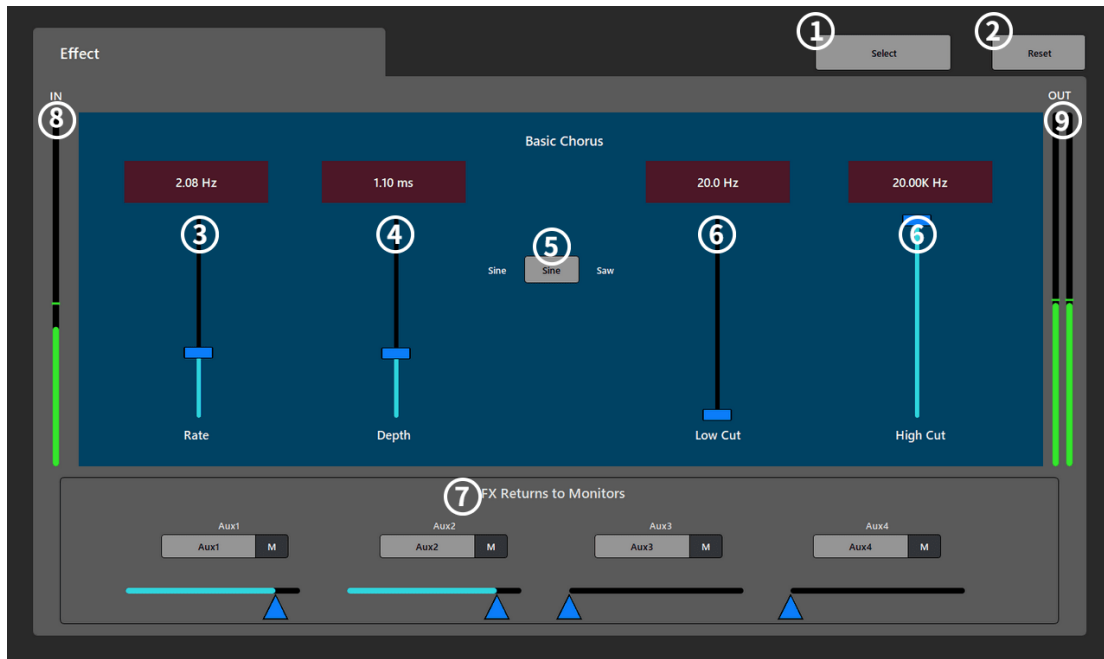 1
2
Effect
Select
Reset
IN
OUT
8
9
Basic Chorus
2.08 Hz
1.10 ms
20.0 Hz
20.00K Hz
3
4
5
6
6
Sine
Sine
Saw
Rate
Depth
Low Cut
High Cut
7
FX Returns to Monitors
Aux1
Aux2
Aux3
Aux4
Aux1 M
Aux2 M
Aux3 M
Aux4 M